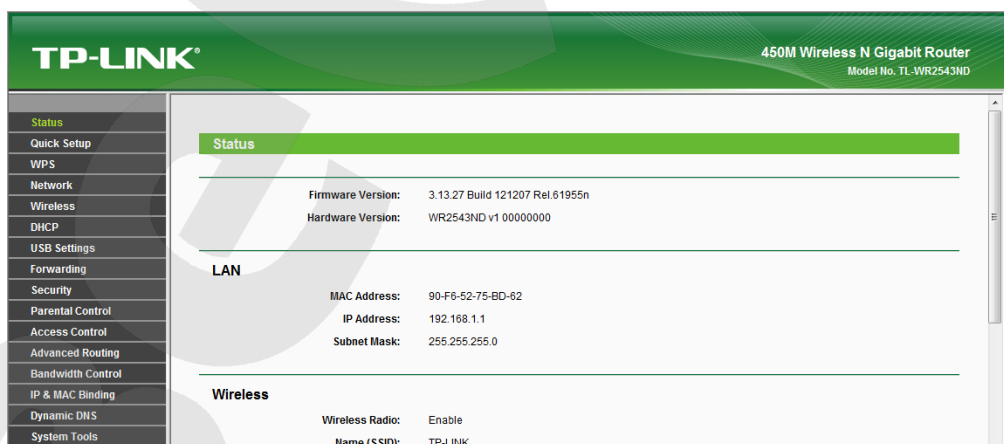 TP-LINK®
450M Wireless N Gigabit Router
Model No. TL-WR2543ND
Status
Quick Setup
WPS
Network
Wireless
DHCP
USB Settings
Forwarding
Security
Parental Control
Access Control
Advanced Routing
Bandwidth Control
IP & MAC Binding
Dynamic DNS
System Tools
Status
Firmware Version: 3.13.27 Build 121207 Rel.61955n
Hardware Version: WR2543ND v1 00000000
LAN
MAC Address: 90-F6-52-75-BD-62
IP Address: 192.168.1.1
Subnet Mask: 255.255.255.0
Wireless
Wireless Radio: Enable
Name (SSID): TP-LINK